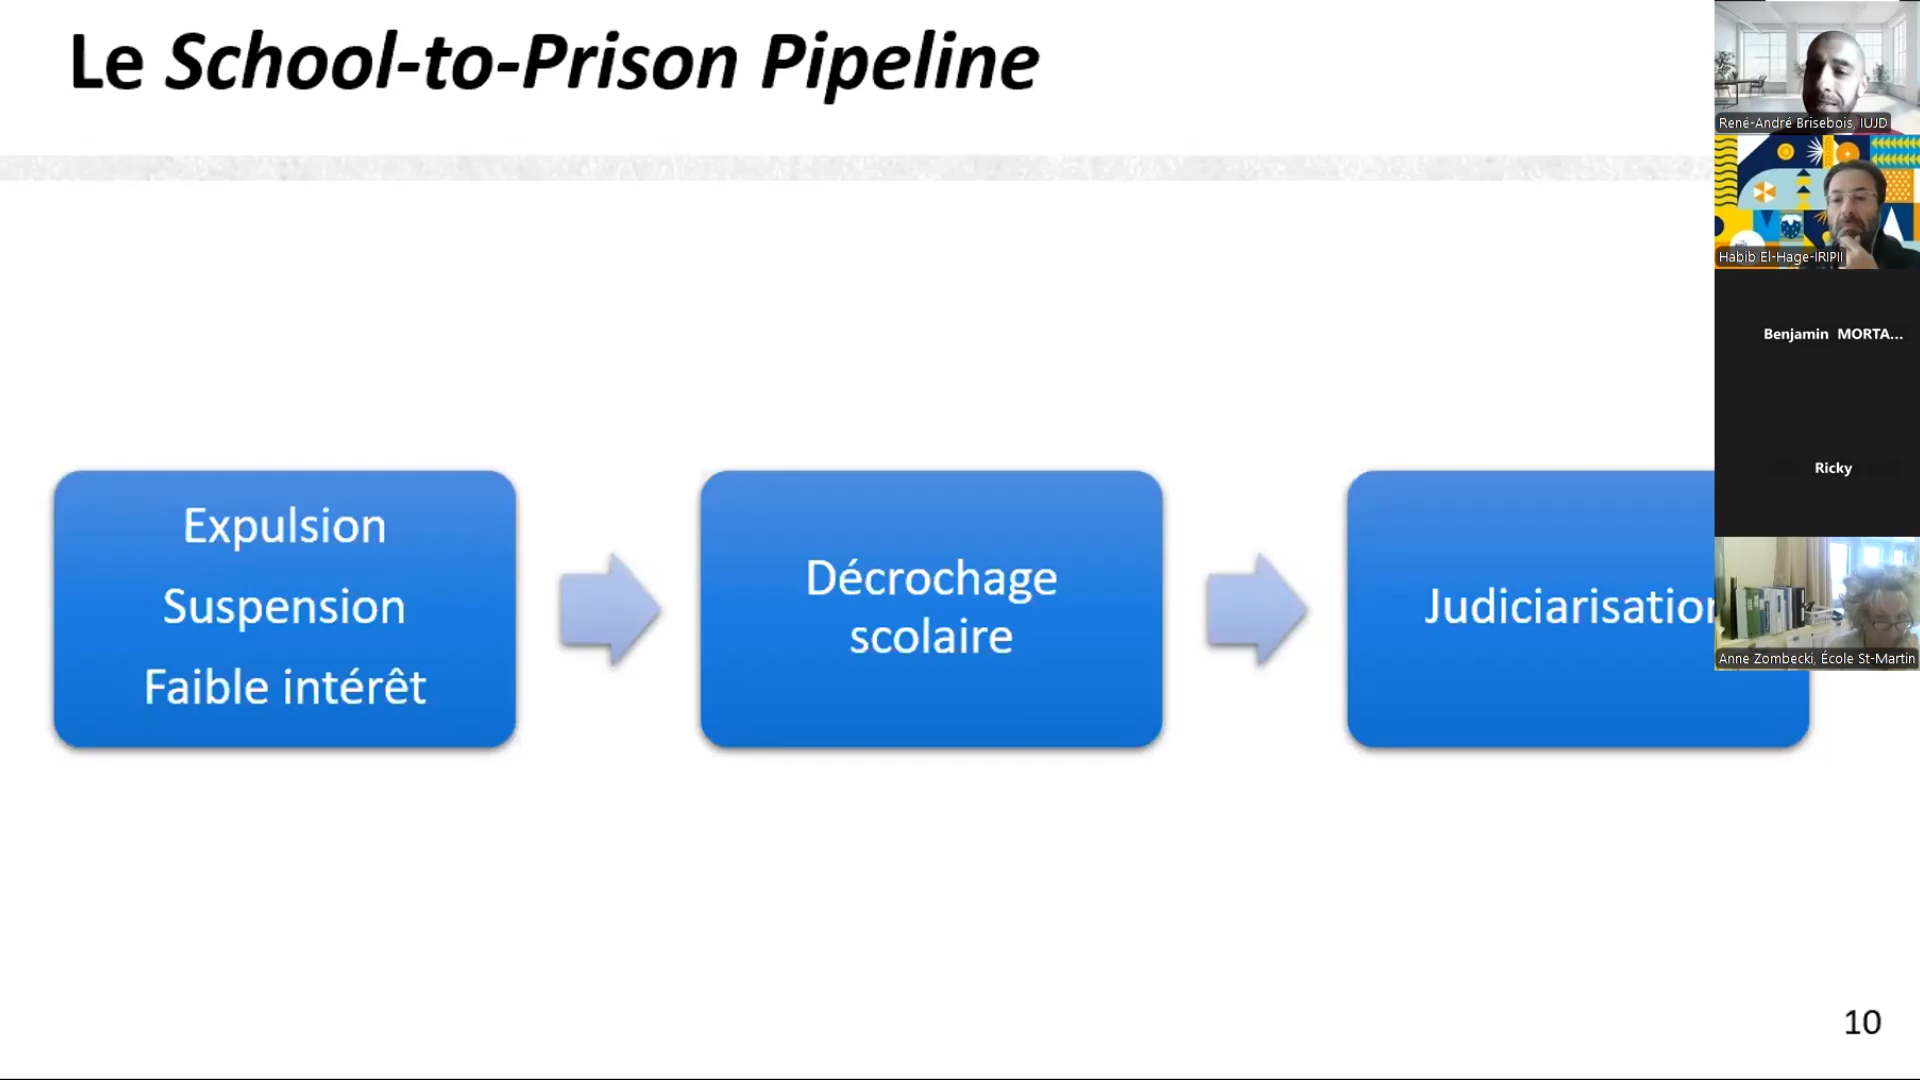 Le School-to-Prison Pipeline
Expulsion
Suspension
Faible intérêt
Décrochage
scolaire
Judiciarisation
10
René-André Brisebois, IUJD
Habib El-Hage-IRIPII
Benjamin MORTA...
Ricky
Anne Zombecki, École St-Martin